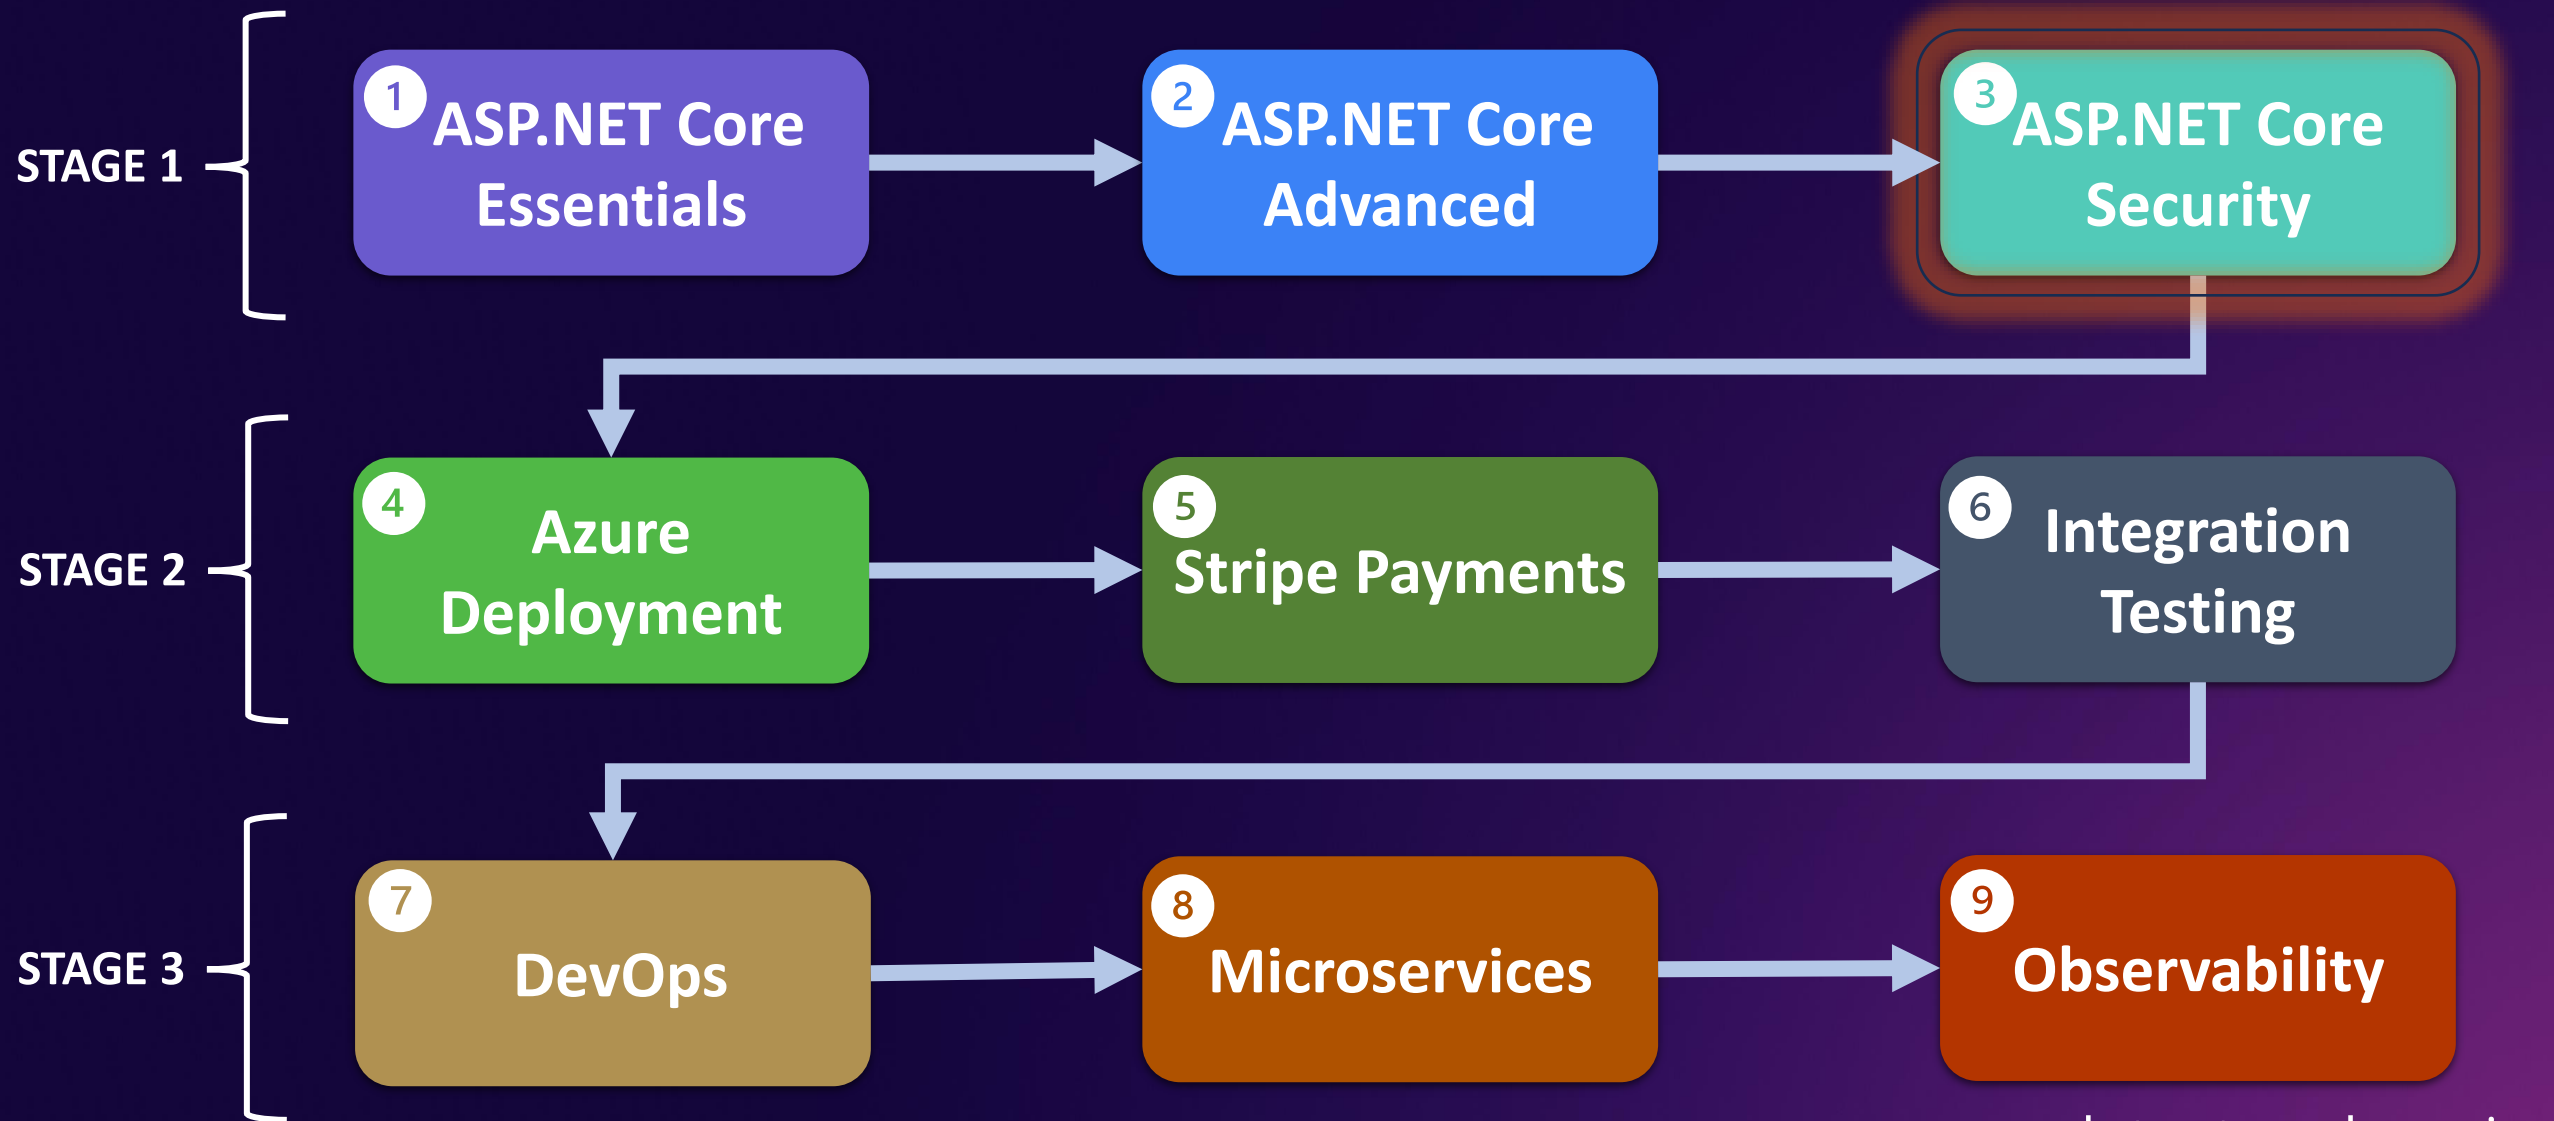 STAGE 1
1
ASP.NET Core
Essentials
2
ASP.NET Core
Advanced
3
ASP.NET Core
Security
STAGE 2
4
Azure
Deployment
5
Stripe Payments
6
Integration
Testing
STAGE 3
7
DevOps
8
Microservices
9
Observability